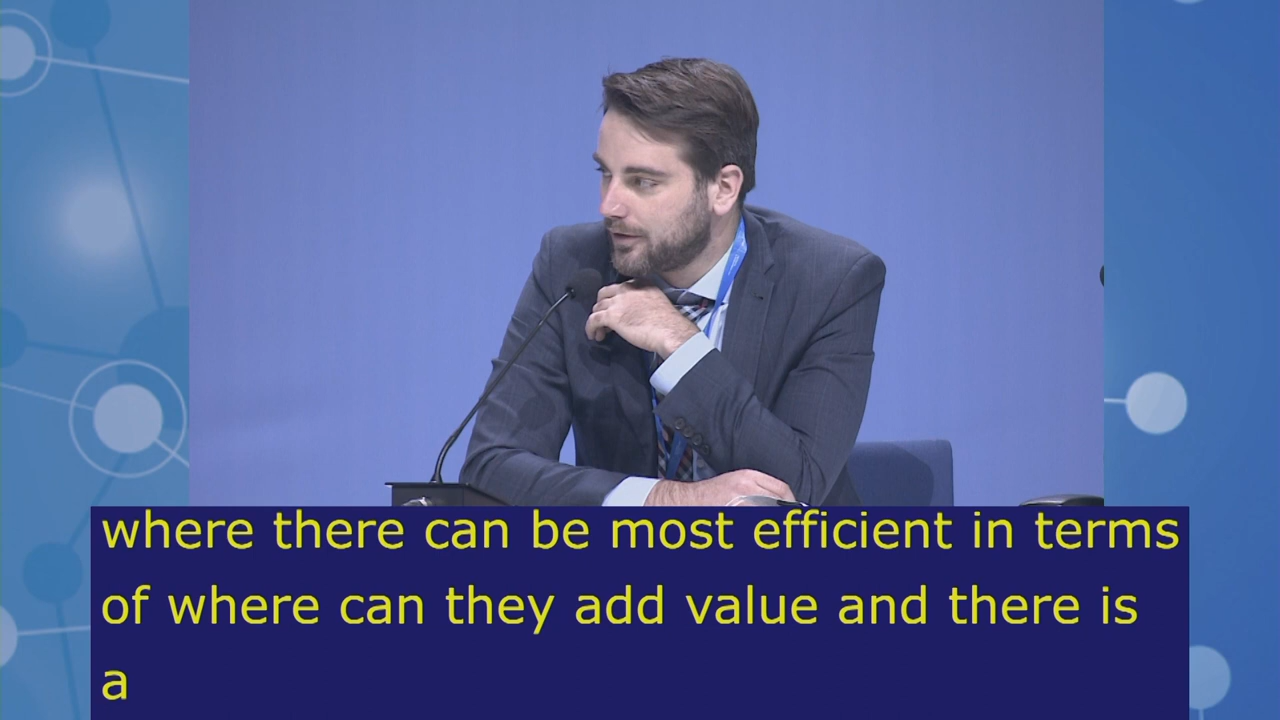 where there can be most efficient in terms
of where can they add value and there is
a